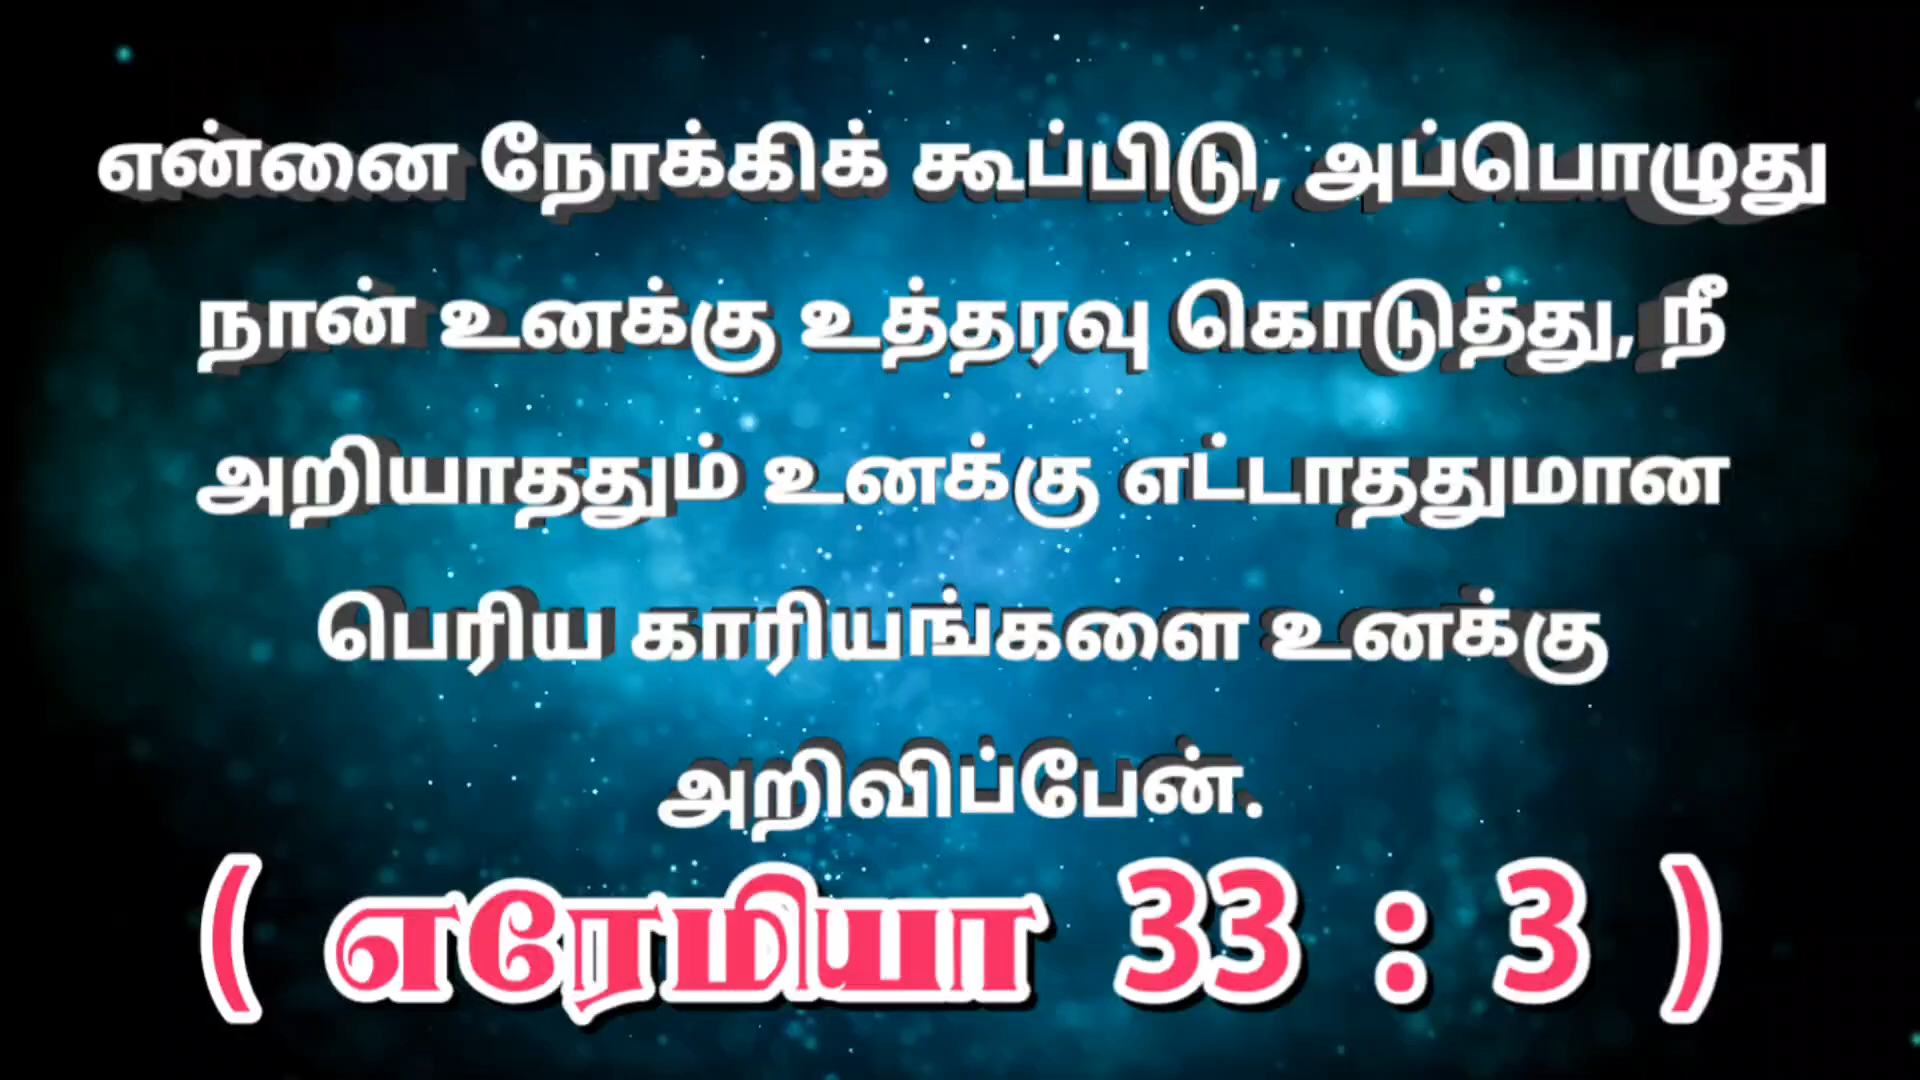 என்னை நோக்கிக் கூப்பிடு, அப்பொழுது
நான் உனக்கு உத்தரவு கொடுத்து, நீ
அறியாததும் உனக்கு எட்டாததுமான
பெரிய காரியங்களை உனக்கு
அறிவிப்பேன்.
( எரேமியா 33 : 3 )